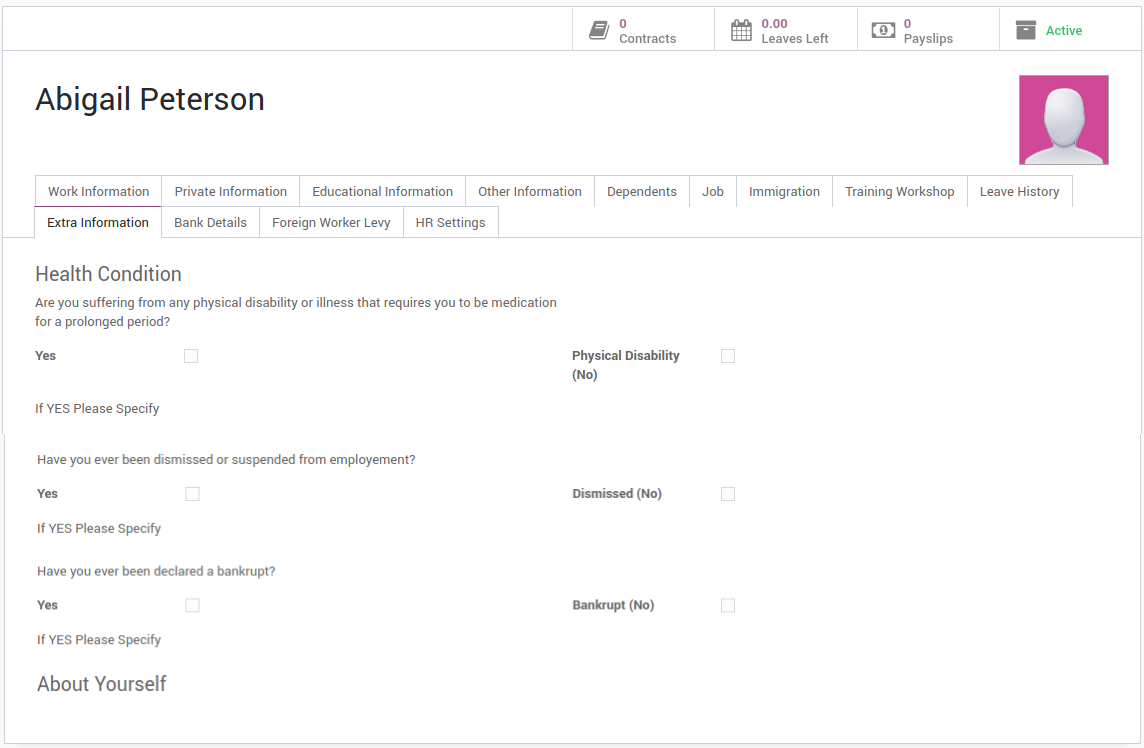 0
Contracts
0.00
Leaves Left
0
Payslips
Active
Abigail Peterson
Work Information
Private Information
Educational Information
Other Information
Dependents
Job
Immigration
Training Workshop
Leave History
Extra Information
Bank Details
Foreign Worker Levy
HR Settings
Health Condition
Are you suffering from any physical disability or illness that requires you to be medication
for a prolonged period?
Yes
Physical Disability
(No)
If YES Please Specify
Have you ever been dismissed or suspended from employement?
Yes
Dismissed (No)
If YES Please Specify
Have you ever been declared a bankrupt?
Yes
Bankrupt (No)
If YES Please Specify
About Yourself